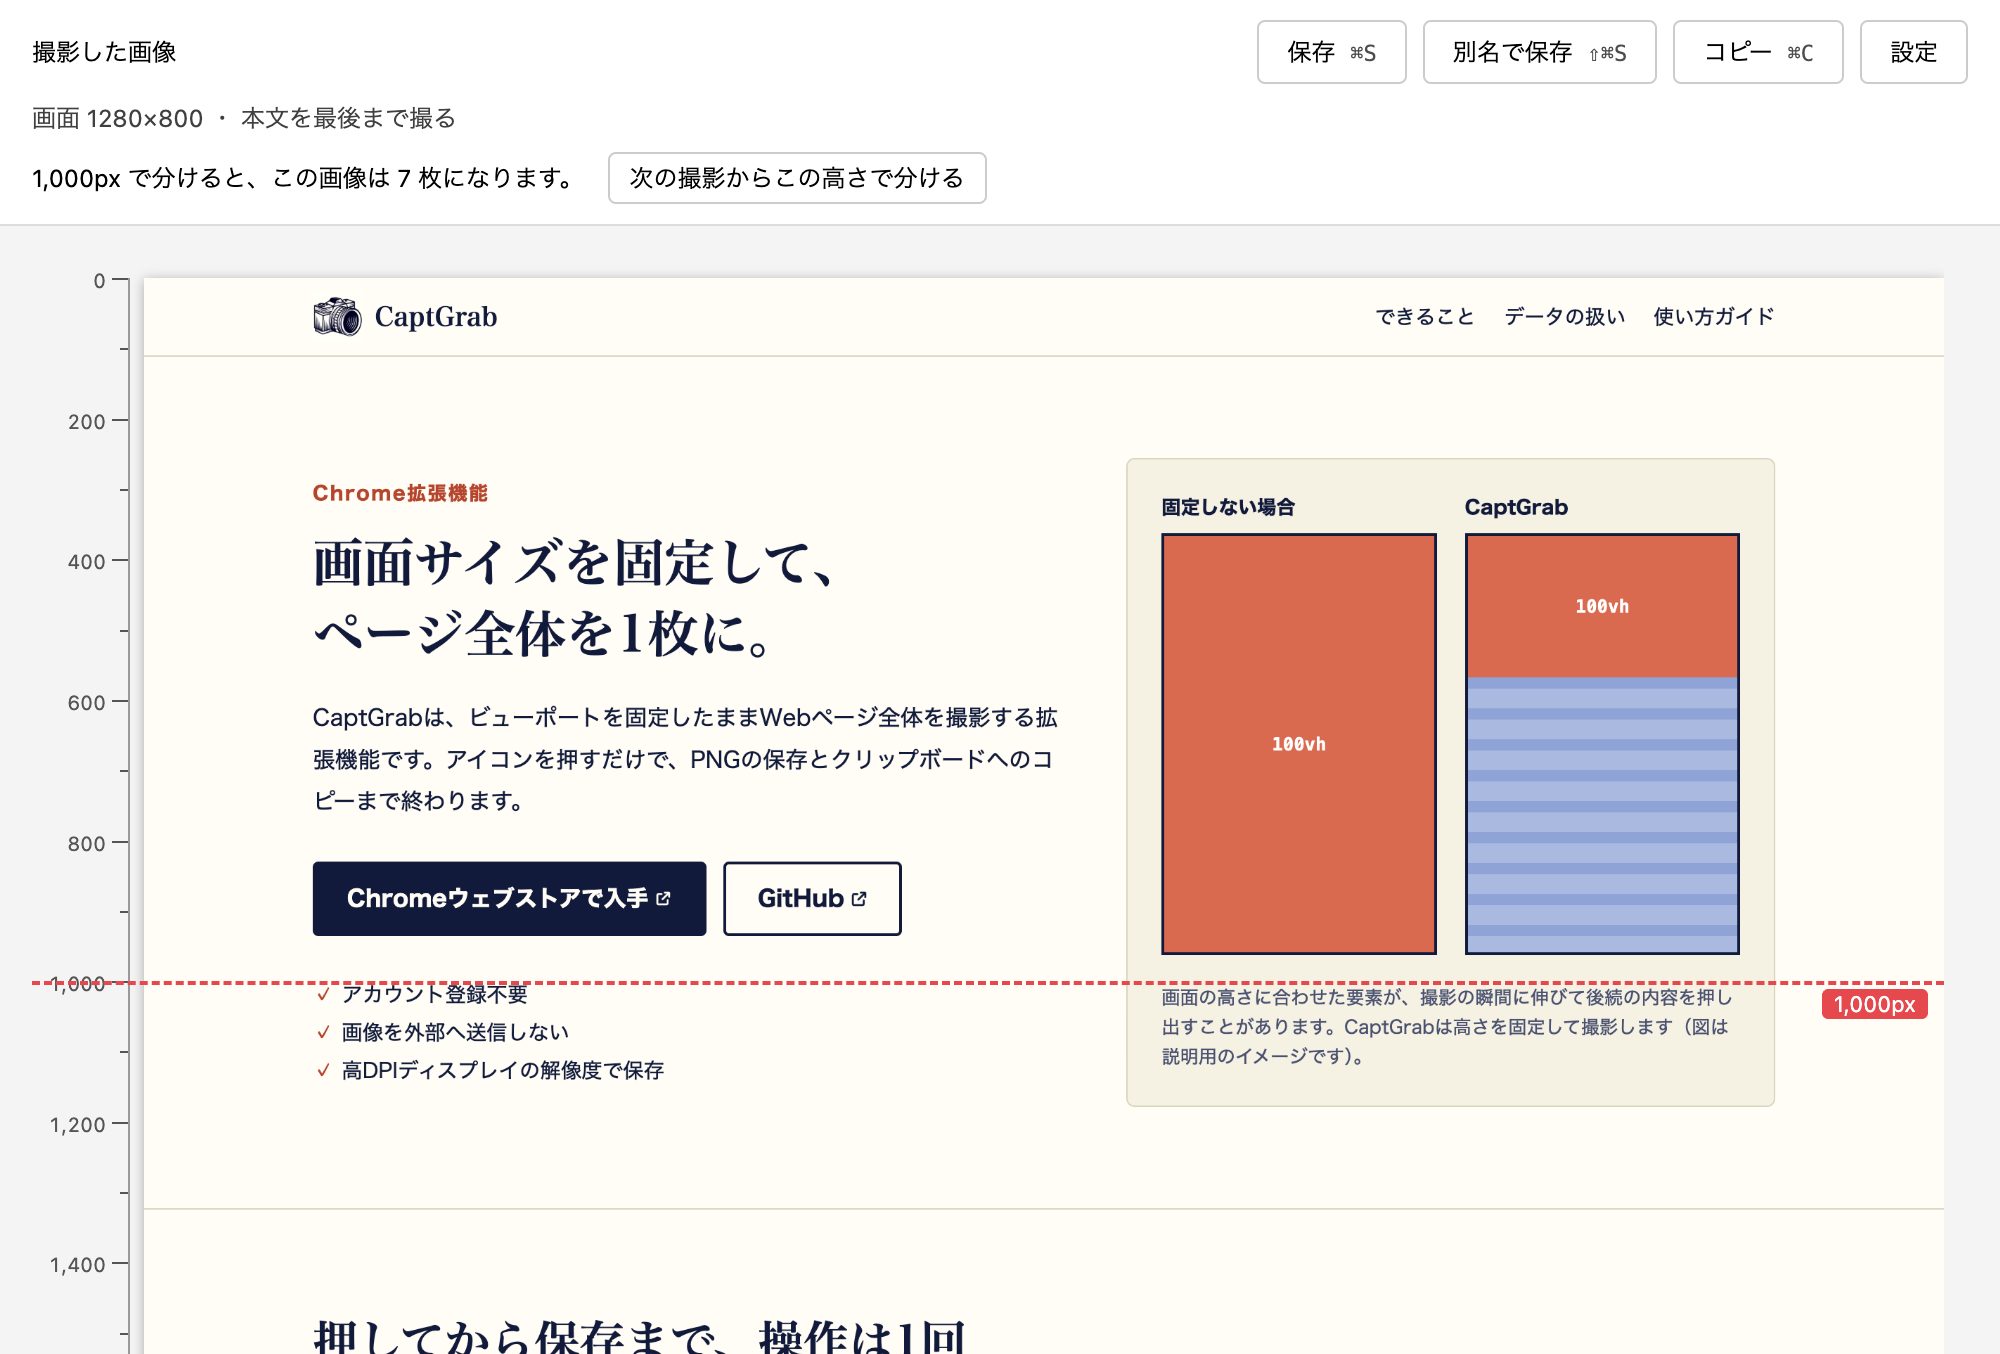 撮影した画像
保存 ⌘S
別名で保存 ⇧⌘S
コピー ⌘C
設定
画面 1280×800 ・ 本文を最後まで撮る
1,000px で分けると、この画像は 7 枚になります。
次の撮影からこの高さで分ける
0
200
400
600
800
1,000
1,200
1,400
CaptGrab
できること
データの扱い
使い方ガイド
Chrome拡張機能
画面サイズを固定して、
ページ全体を1枚に。
CaptGrabは、ビューポートを固定したままWebページ全体を撮影する拡
張機能です。アイコンを押すだけで、PNGの保存とクリップボードへのコ
ピーまで終わります。
Chromeウェブストアで入手
GitHub
✓ アカウント登録不要
✓ 画像を外部へ送信しない
✓ 高DPIディスプレイの解像度で保存
固定しない場合
CaptGrab
100vh
100vh
画面の高さに合わせた要素が、撮影の瞬間に伸びて後続の内容を押し
出すことがあります。CaptGrabは高さを固定して撮影します（図は
説明用のイメージです）。
1,000px
押してから保存まで、操作は1回